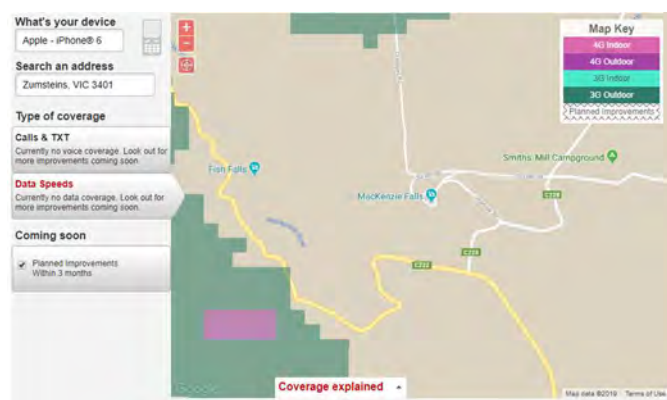 What's your device
Apple - iPhone® 6
Search an address
Zumsteins, VIC 3401
Type of coverage
Calls & TXT
Currently no voice coverage. Look out for
more improvements coming soon.
Data Speeds
Currently no data coverage. Look out for
more improvements coming soon.
Coming soon
Planned Improvements
Within 3 months
Map Key
4G Indoor
4G Outdoor
3G Indoor
3G Outdoor
Planned Improvements
Fish Falls
MacKenzie Falls
Smiths Mill Campground
C228
C228
C222
Google
Coverage explained
Map data ©2019
Terms of Use